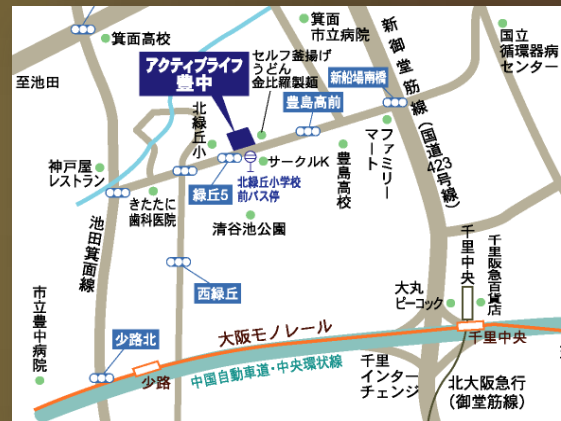 箕面高校
至池田
アクティブライフ
豊中
セルフ釜揚げ
うどん
金比羅製麺
箕面
市立病院
新御堂筋線(国道423号線)
国立
循環器病
センター
新船場南橋
豊島高前
北緑丘小
神戸屋
レストラン
きたたに
歯科医院
緑丘5
北緑丘小学校
前バス停
サークルK
清谷池公園
豊島高校
ファミリーマート
池田箕面線
西緑丘
市立豊中病院
少路北
少路
大阪モノレール
中国自動車道・中央環状線
千里
インター
チェンジ
大丸
ピーコック
千里中央
千里阪急百貨店
千里中央
北大阪急行
(御堂筋線)